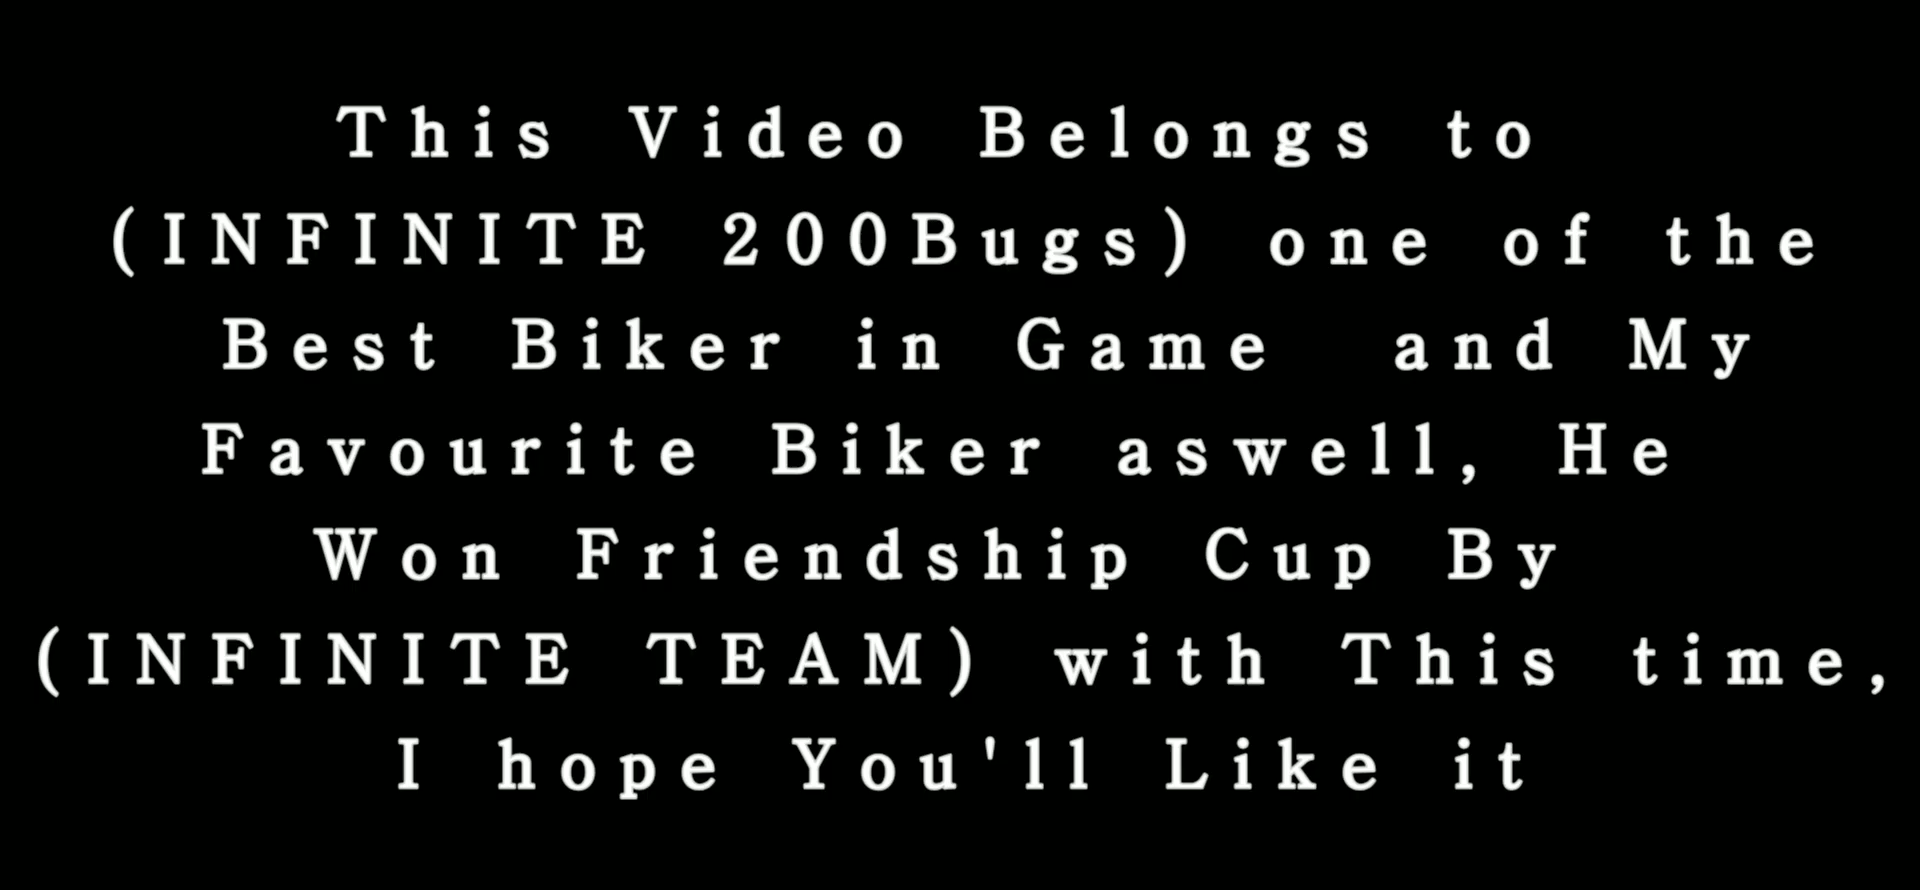 This Video Belongs to
(INFINITE 200Bugs) one of the
Best Biker in Game  and My
Favourite Biker aswell, He
Won Friendship Cup By
(INFINITE TEAM) with This time,
I hope You'll Like it